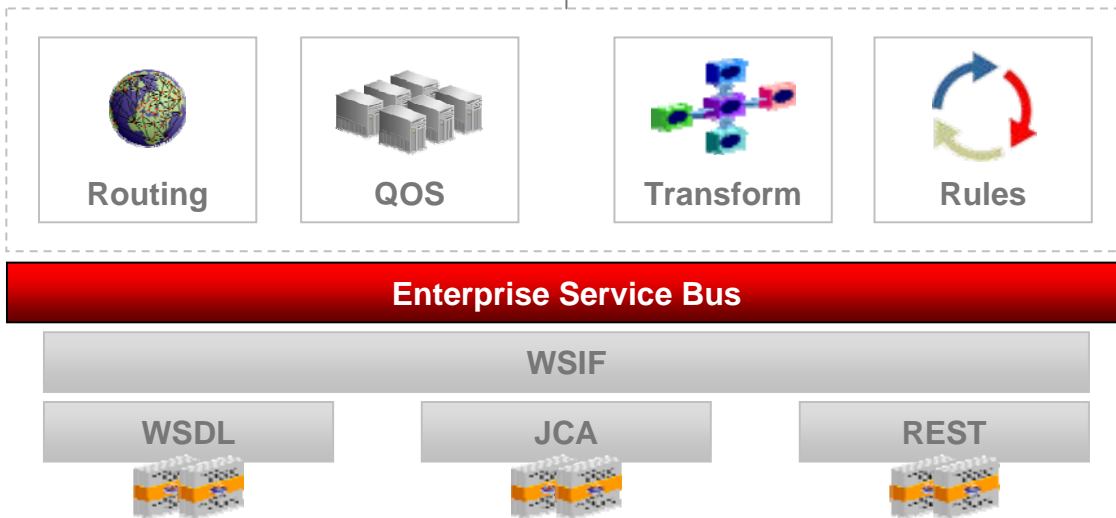 Routing
QOS
Transform
Rules
Enterprise Service Bus
WSIF
WSDL
JCA
REST